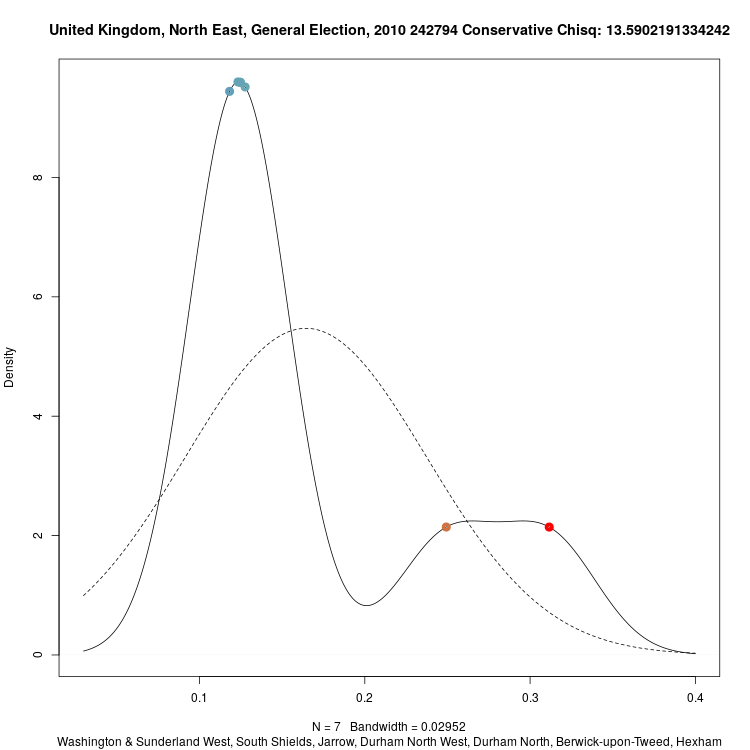 United Kingdom, North East, General Election, 2010 242794 Conservative Chisq: 13.5902191334242
Density
8
6
4
2
0
0.1 0.2 0.3 0.4
N = 7 Bandwidth = 0.02952
Washington & Sunderland West, South Shields, Jarrow, Durham North West, Durham North, Berwick-upon-Tweed, Hexham